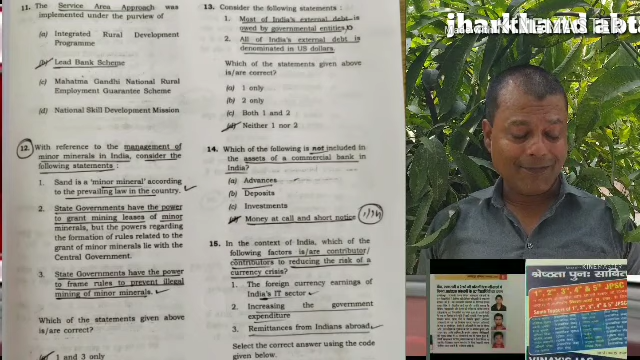 11. The Service Area Approach was
implemented under the purview of
(a) Integrated Rural Development
Programme
(b) Lead Bank Scheme
(c) Mahatma Gandhi National Rural
Employment Guarantee Scheme
(d) National Skill Development Mission
12. With reference to the management of
minor minerals in India, consider the
following statements :
1. Sand is a 'minor mineral' according
to the prevailing law in the country.
2. State Governments have the power
to grant mining leases of minor
minerals, but the powers regarding
the formation of rules related to the
grant of minor minerals lie with the
Central Government.
3. State Governments have the power
to frame rules to prevent illegal
mining of minor minerals.
Which of the statements given above
is/are correct?
1 and 3 only
13. Consider the following statements :
1. Most of India's external debt is
owed by governmental entities.
2. All of India's external debt is
denominated in US dollars.
Which of the statements given above
is/are correct?
(a) 1 only
(b) 2 only
(c) Both 1 and 2
(d) Neither 1 nor 2
14. Which of the following is not included
in the assets of a commercial bank in
India?
(a) Advances
(b) Deposits
(c) Investments
(d) Money at call and short notice
15. In the context of India, which of the
following factors is/are contributor/
contributors to reducing the risk of a
currency crisis?
1. The foreign currency earnings of
India's IT sector
2. Increasing the government
expenditure
3. Remittances from Indians abroad
Select the correct answer using the
code given below.
jharkhand abta
श्रेष्ठता पुनः साबित